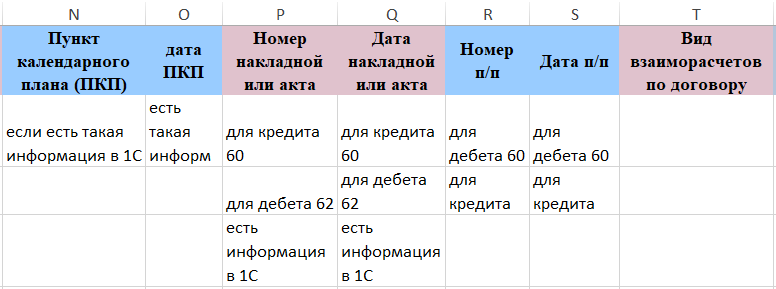 N O P Q R S T
Пункт
календарного
плана (ПКП)
дата
ПКП
Номер
накладной
или акта
Дата
накладной
или акта
Номер
п/п
Дата п/п
Вид
взаиморасчетов
по договору
если есть такая
информация в 1С
есть
такая
информ
для кредита
60
для кредита
60
для
дебета 60
для
дебета 60
для дебета 62
для дебета
62
для
кредита
для
кредита
есть
информация
в 1С
есть
информация
в 1С